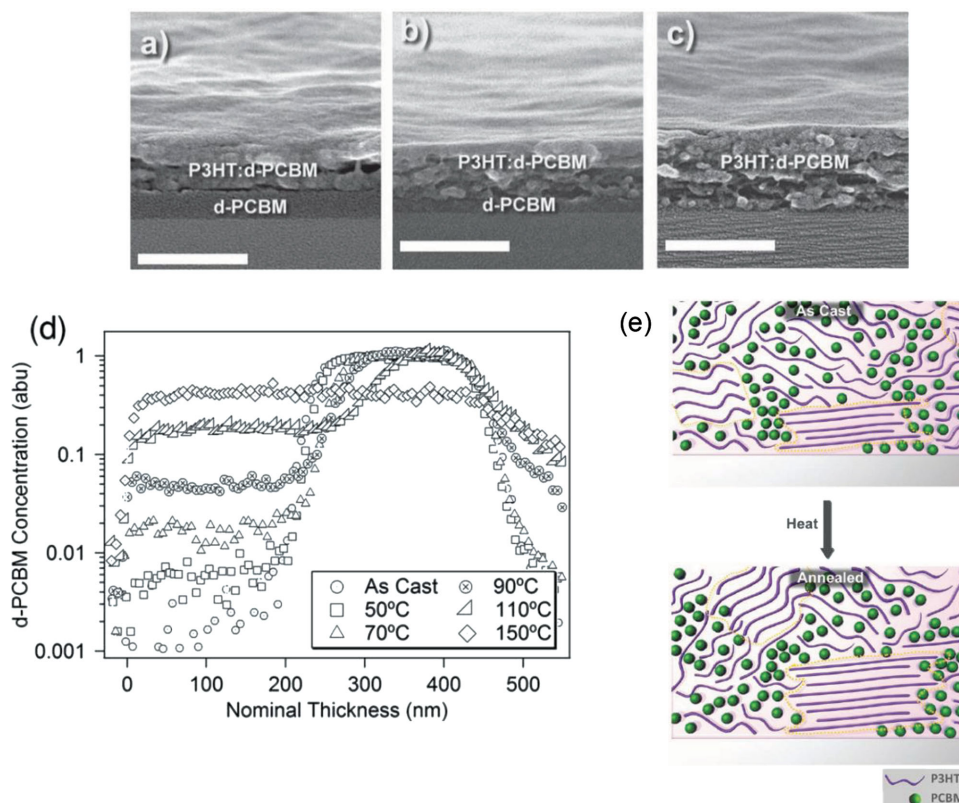 a)
P3HT:d-PCBM
d-PCBM
b)
P3HT:d-PCBM
d-PCBM
c)
P3HT:d-PCBM
(d)
d-PCBM Concentration (abu)
1
0.1
0.01
0.001
0 100 200 300 400 500
Nominal Thickness (nm)
As Cast
50ºC
70ºC
90ºC
110ºC
150ºC
(e)
As Cast
Heat
Annealed
P3HT
PCBM